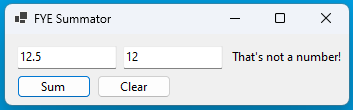 FYE Summator
12.5 12 That's not a number!
Sum Clear